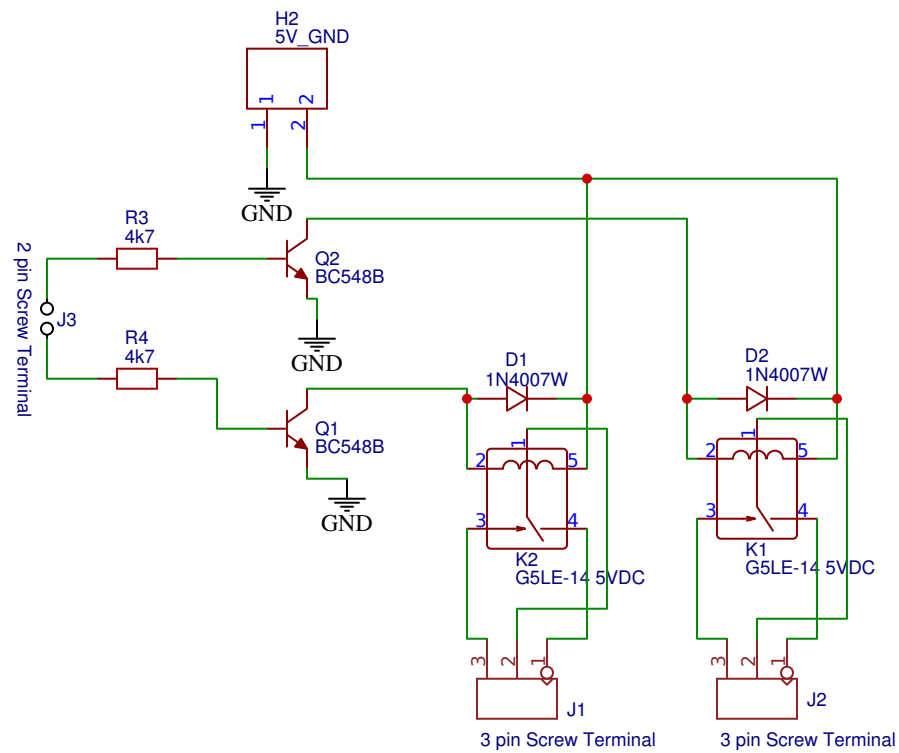 H2
5V_GND
1
2
1
2
GND
R3
4k7
Q2
BC548B
2 pin Screw Terminal
J3
GND
R4
4k7
D1
1N4007W
D2
1N4007W
Q1
BC548B
1
2
5
3
4
1
2
5
3
4
GND
K2
G5LE-14 5VDC
K1
G5LE-14 5VDC
3
2
1
J1
3 pin Screw Terminal
3
2
1
J2
3 pin Screw Terminal